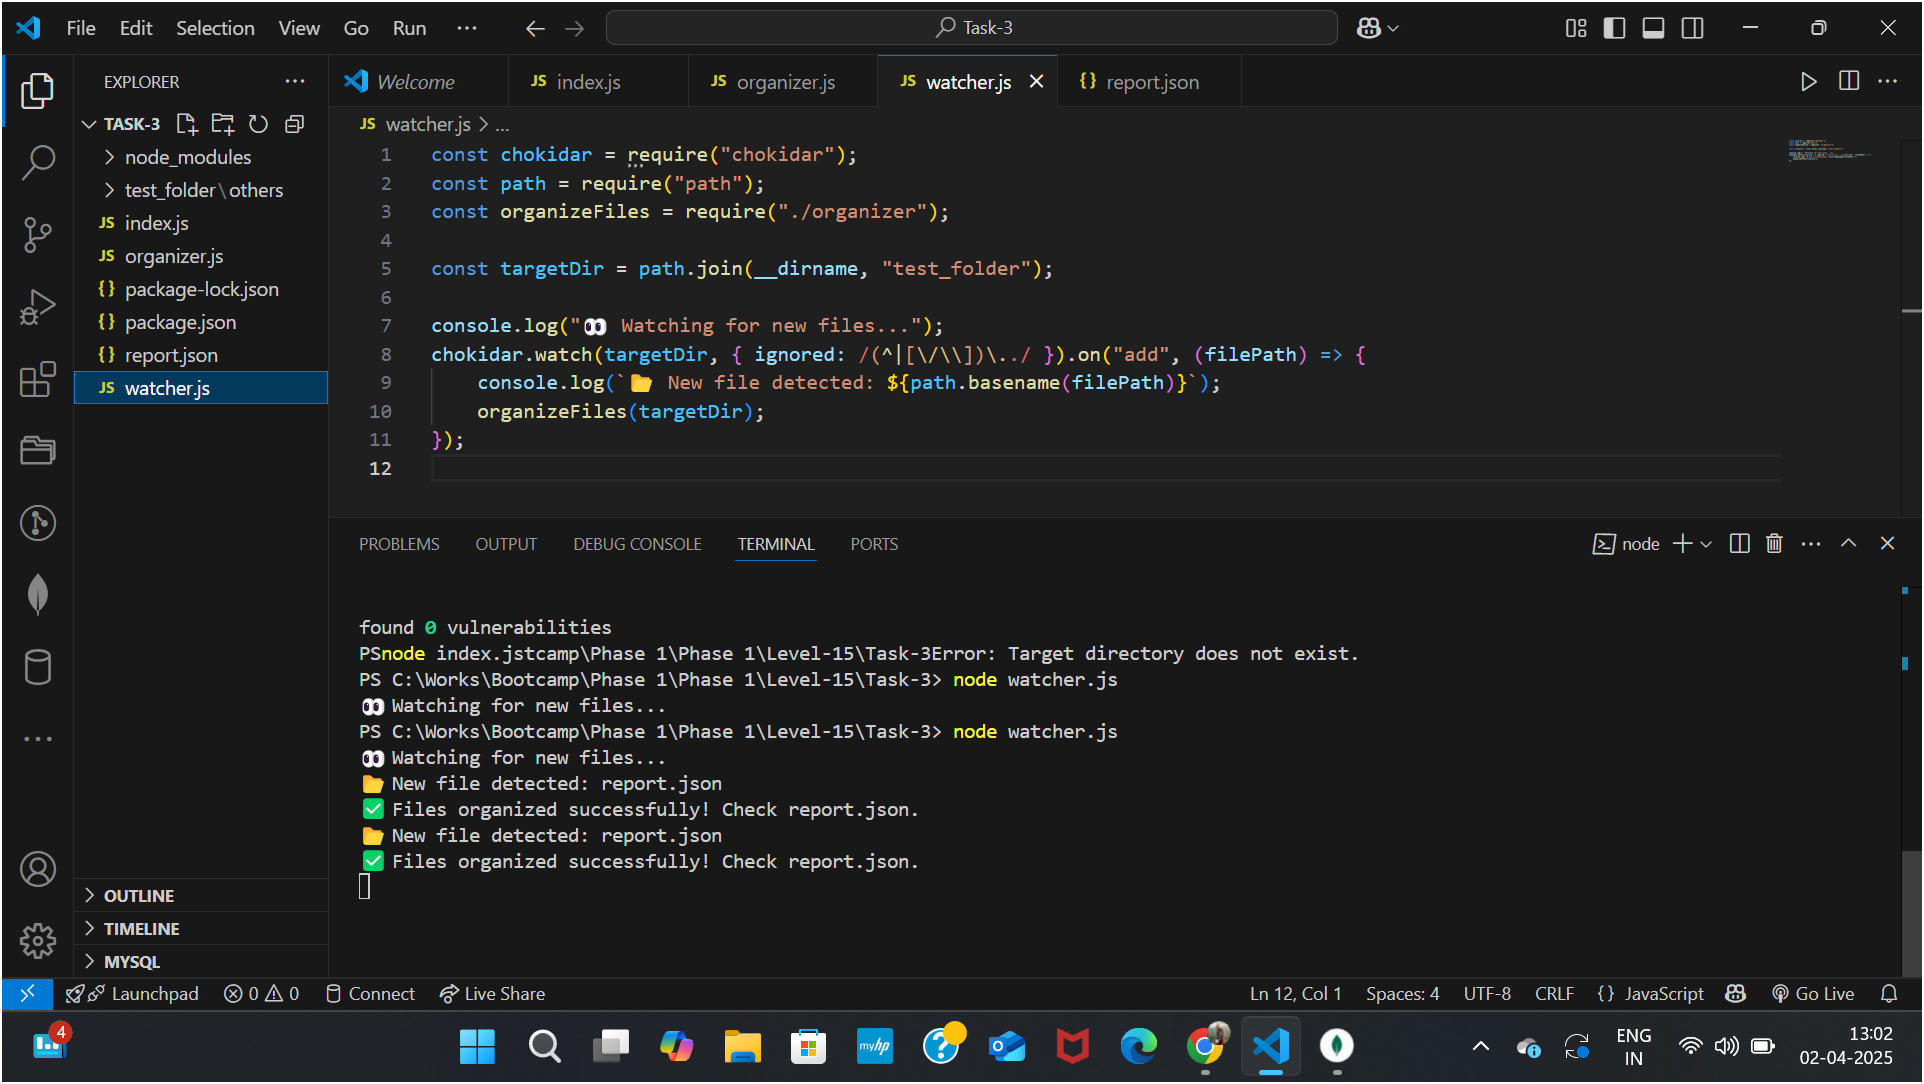 File Edit Selection View Go Run ... Task-3
EXPLORER
TASK-3
node_modules
test_folder\others
JS index.js
JS organizer.js
{} package-lock.json
{} package.json
{} report.json
JS watcher.js
OUTLINE
TIMELINE
MYSQL
Welcome JS index.js JS organizer.js JS watcher.js {} report.json
JS watcher.js > ...
1 const chokidar = require("chokidar");
2 const path = require("path");
3 const organizeFiles = require("./organizer");
4
5 const targetDir = path.join(__dirname, "test_folder");
6
7 console.log("👀 Watching for new files...");
8 chokidar.watch(targetDir, { ignored: /(^|[\/\\])\../ }).on("add", (filePath) => {
9 console.log(`📂 New file detected: ${path.basename(filePath)}`);
10 organizeFiles(targetDir);
11 });
12
PROBLEMS OUTPUT DEBUG CONSOLE TERMINAL PORTS node
found 0 vulnerabilities
PSnode index.jstcamp\Phase 1\Phase 1\Level-15\Task-3Error: Target directory does not exist.
PS C:\Works\Bootcamp\Phase 1\Phase 1\Level-15\Task-3> node watcher.js
👀 Watching for new files...
PS C:\Works\Bootcamp\Phase 1\Phase 1\Level-15\Task-3> node watcher.js
👀 Watching for new files...
📂 New file detected: report.json
✅ Files organized successfully! Check report.json.
📂 New file detected: report.json
✅ Files organized successfully! Check report.json.
Launchpad 0 0 Connect Live Share Ln 12, Col 1 Spaces: 4 UTF-8 CRLF {} JavaScript Go Live
4 myhp ENG
IN
13:02
02-04-2025